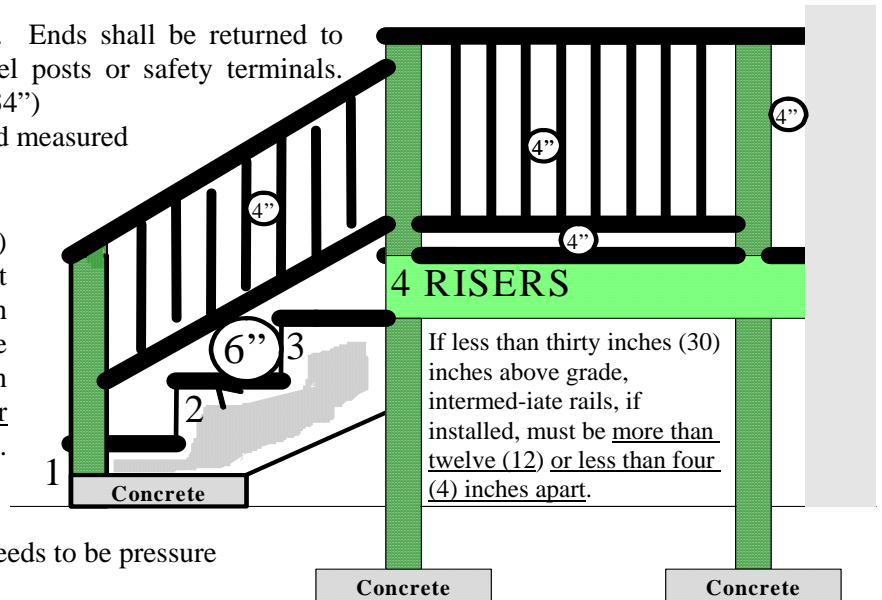 . Ends shall be returned to
el posts or safety terminals.
34”)
d measured
4”
4”
4”
4”
)
t
n
e
n
r
.
4 RISERS
6”
3
2
1
If less than thirty inches (30)
inches above grade,
intermed-iate rails, if
installed, must be more than
twelve (12) or less than four
(4) inches apart.
Concrete
eeds to be pressure
Concrete
Concrete